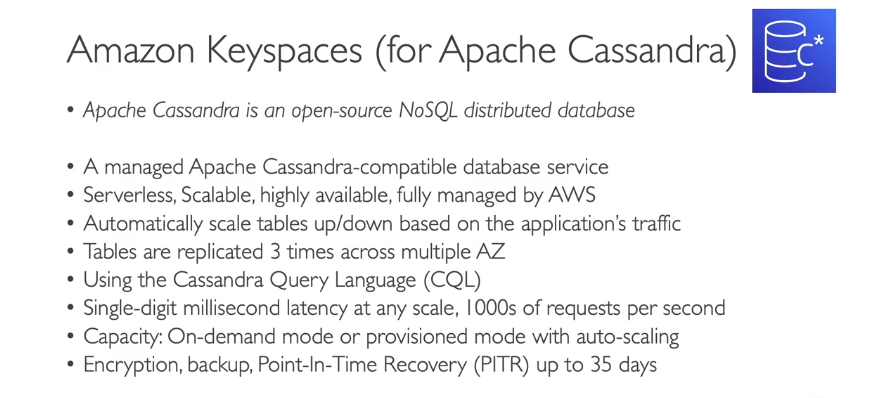 Amazon Keyspaces (for Apache Cassandra)
C*
• Apache Cassandra is an open-source NoSQL distributed database
• A managed Apache Cassandra-compatible database service
• Serverless, Scalable, highly available, fully managed by AWS
• Automatically scale tables up/down based on the application's traffic
• Tables are replicated 3 times across multiple AZ
• Using the Cassandra Query Language (CQL)
• Single-digit millisecond latency at any scale, 1000s of requests per second
• Capacity: On-demand mode or provisioned mode with auto-scaling
• Encryption, backup, Point-In-Time Recovery (PITR) up to 35 days